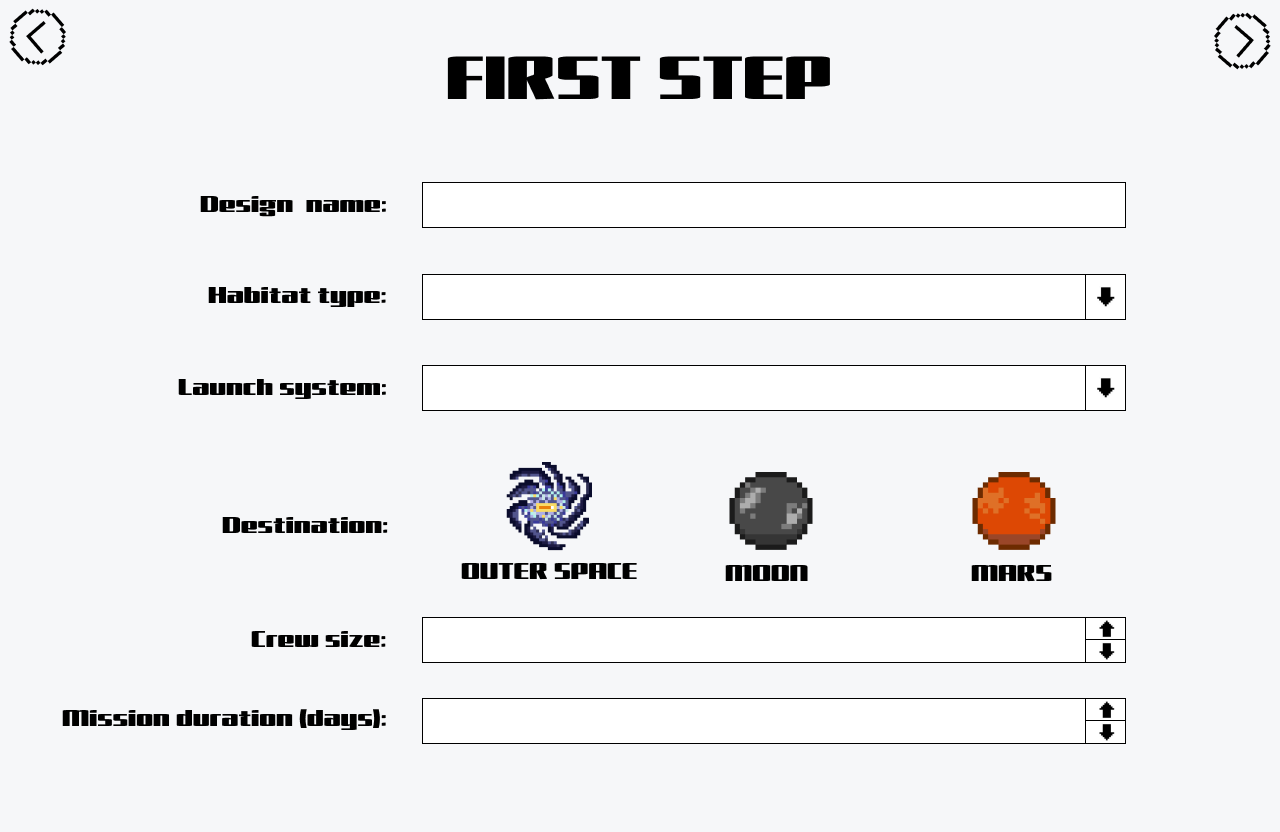 FIRST STEP
Design name:
Habitat type:
Launch system:
Destination:
OUTER SPACE
MOON
MARS
Crew size:
Mission duration (days):